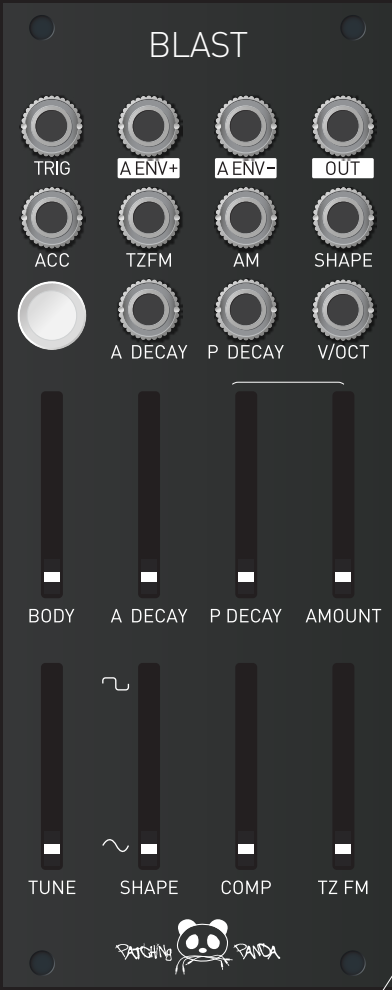 BLAST
TRIG A ENV+ A ENV- OUT
ACC TZFM AM SHAPE
A DECAY P DECAY V/OCT
BODY A DECAY P DECAY AMOUNT
TUNE SHAPE COMP TZ FM
PATCHING PANDA